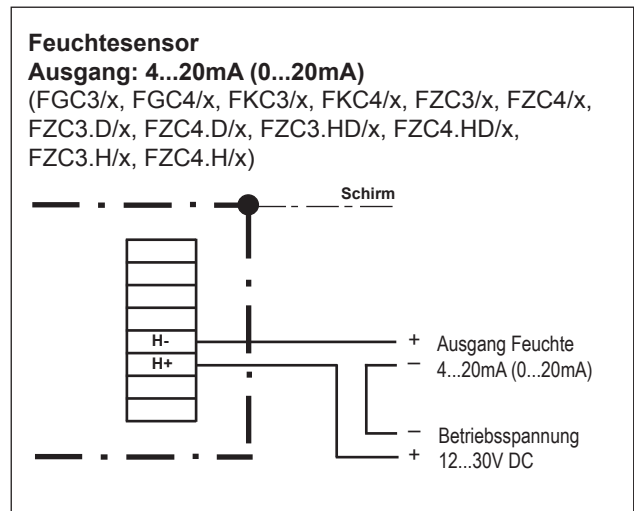 Feuchtesensor
Ausgang: 4...20mA (0...20mA)
(FGC3/x, FGC4/x, FKC3/x, FKC4/x, FZC3/x, FZC4/x,
FZC3.D/x, FZC4.D/x, FZC3.HD/x, FZC4.HD/x,
FZC3.H/x, FZC4.H/x)
Schirm
H-
+ Ausgang Feuchte
H+
– 4...20mA (0...20mA)
– Betriebsspannung
+ 12...30V DC